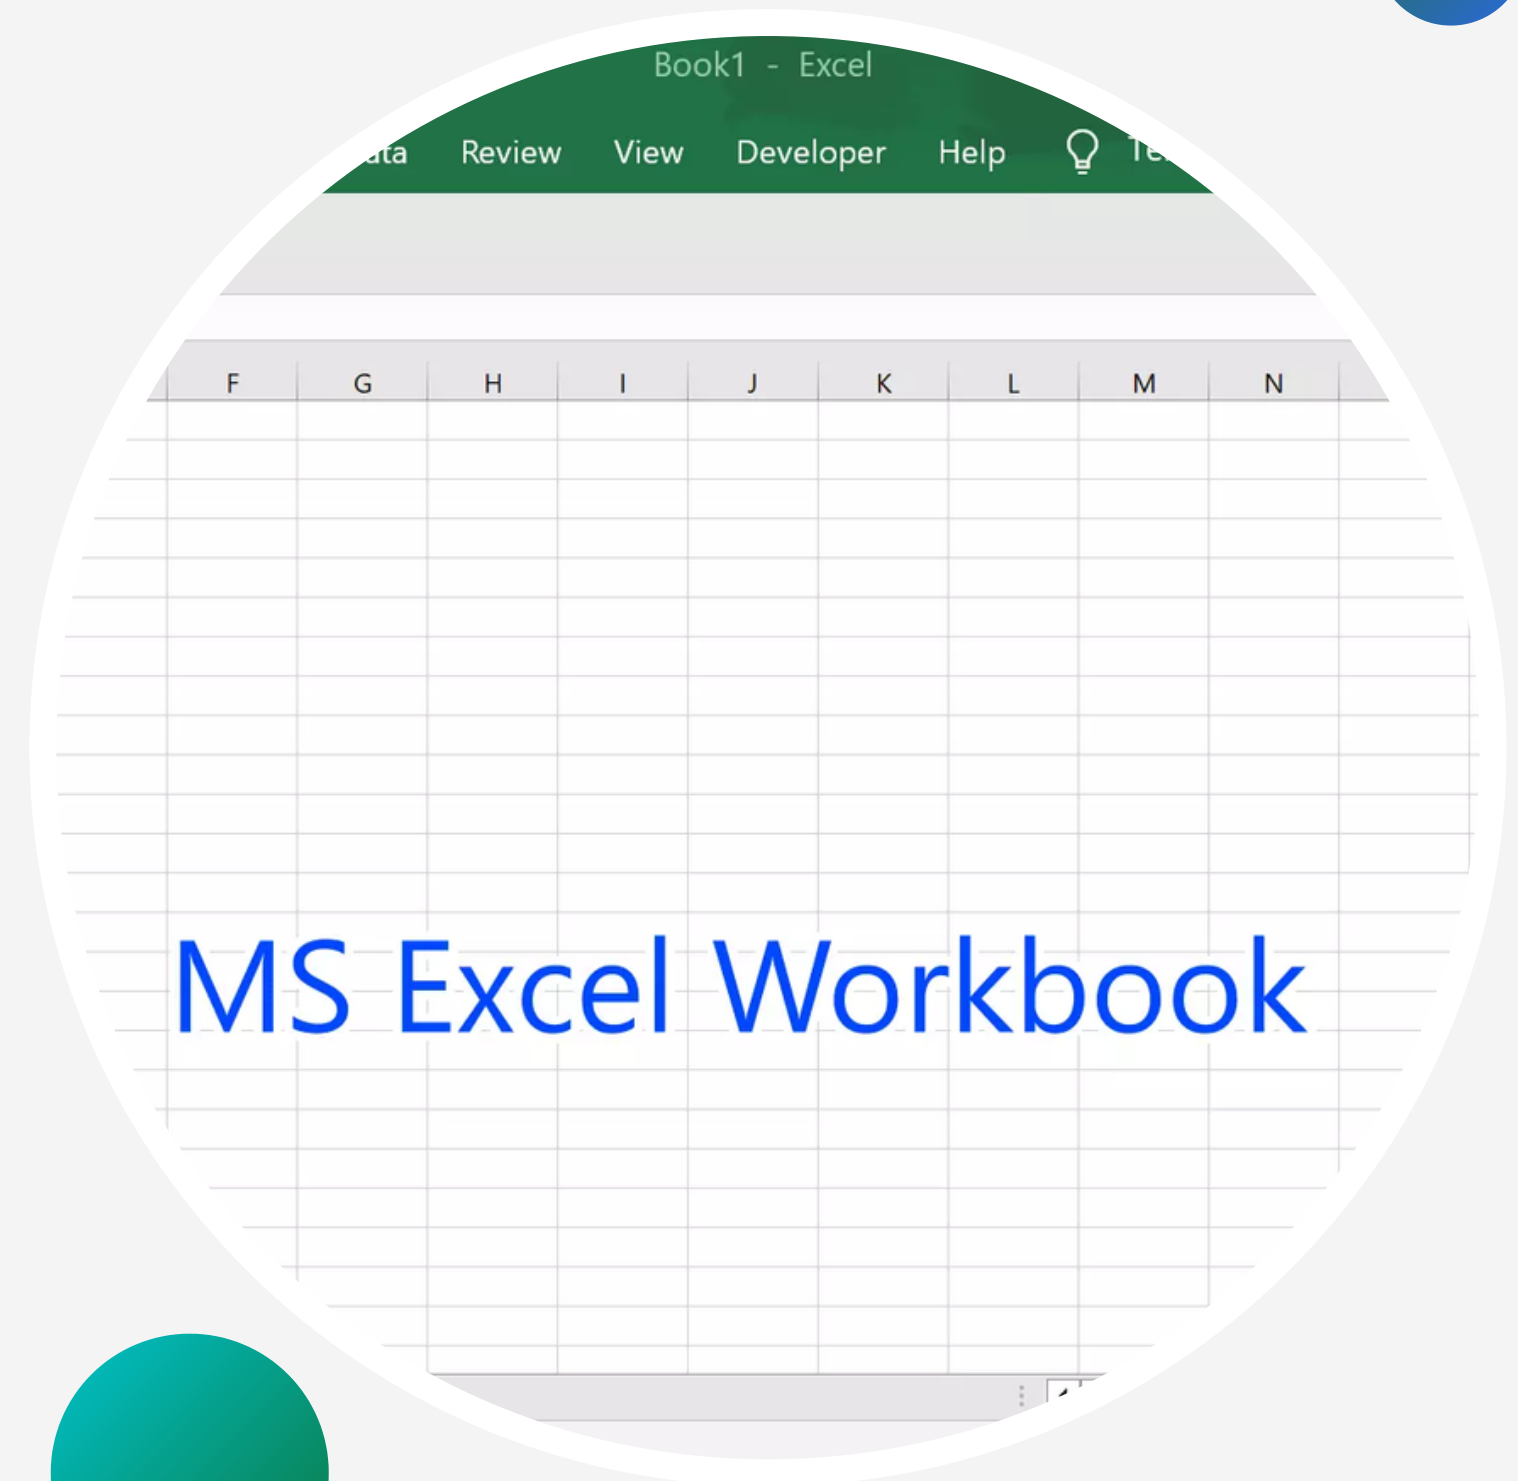 Book1 - Excel
Review View Developer Help
F G H I J K L M N
MS Excel Workbook